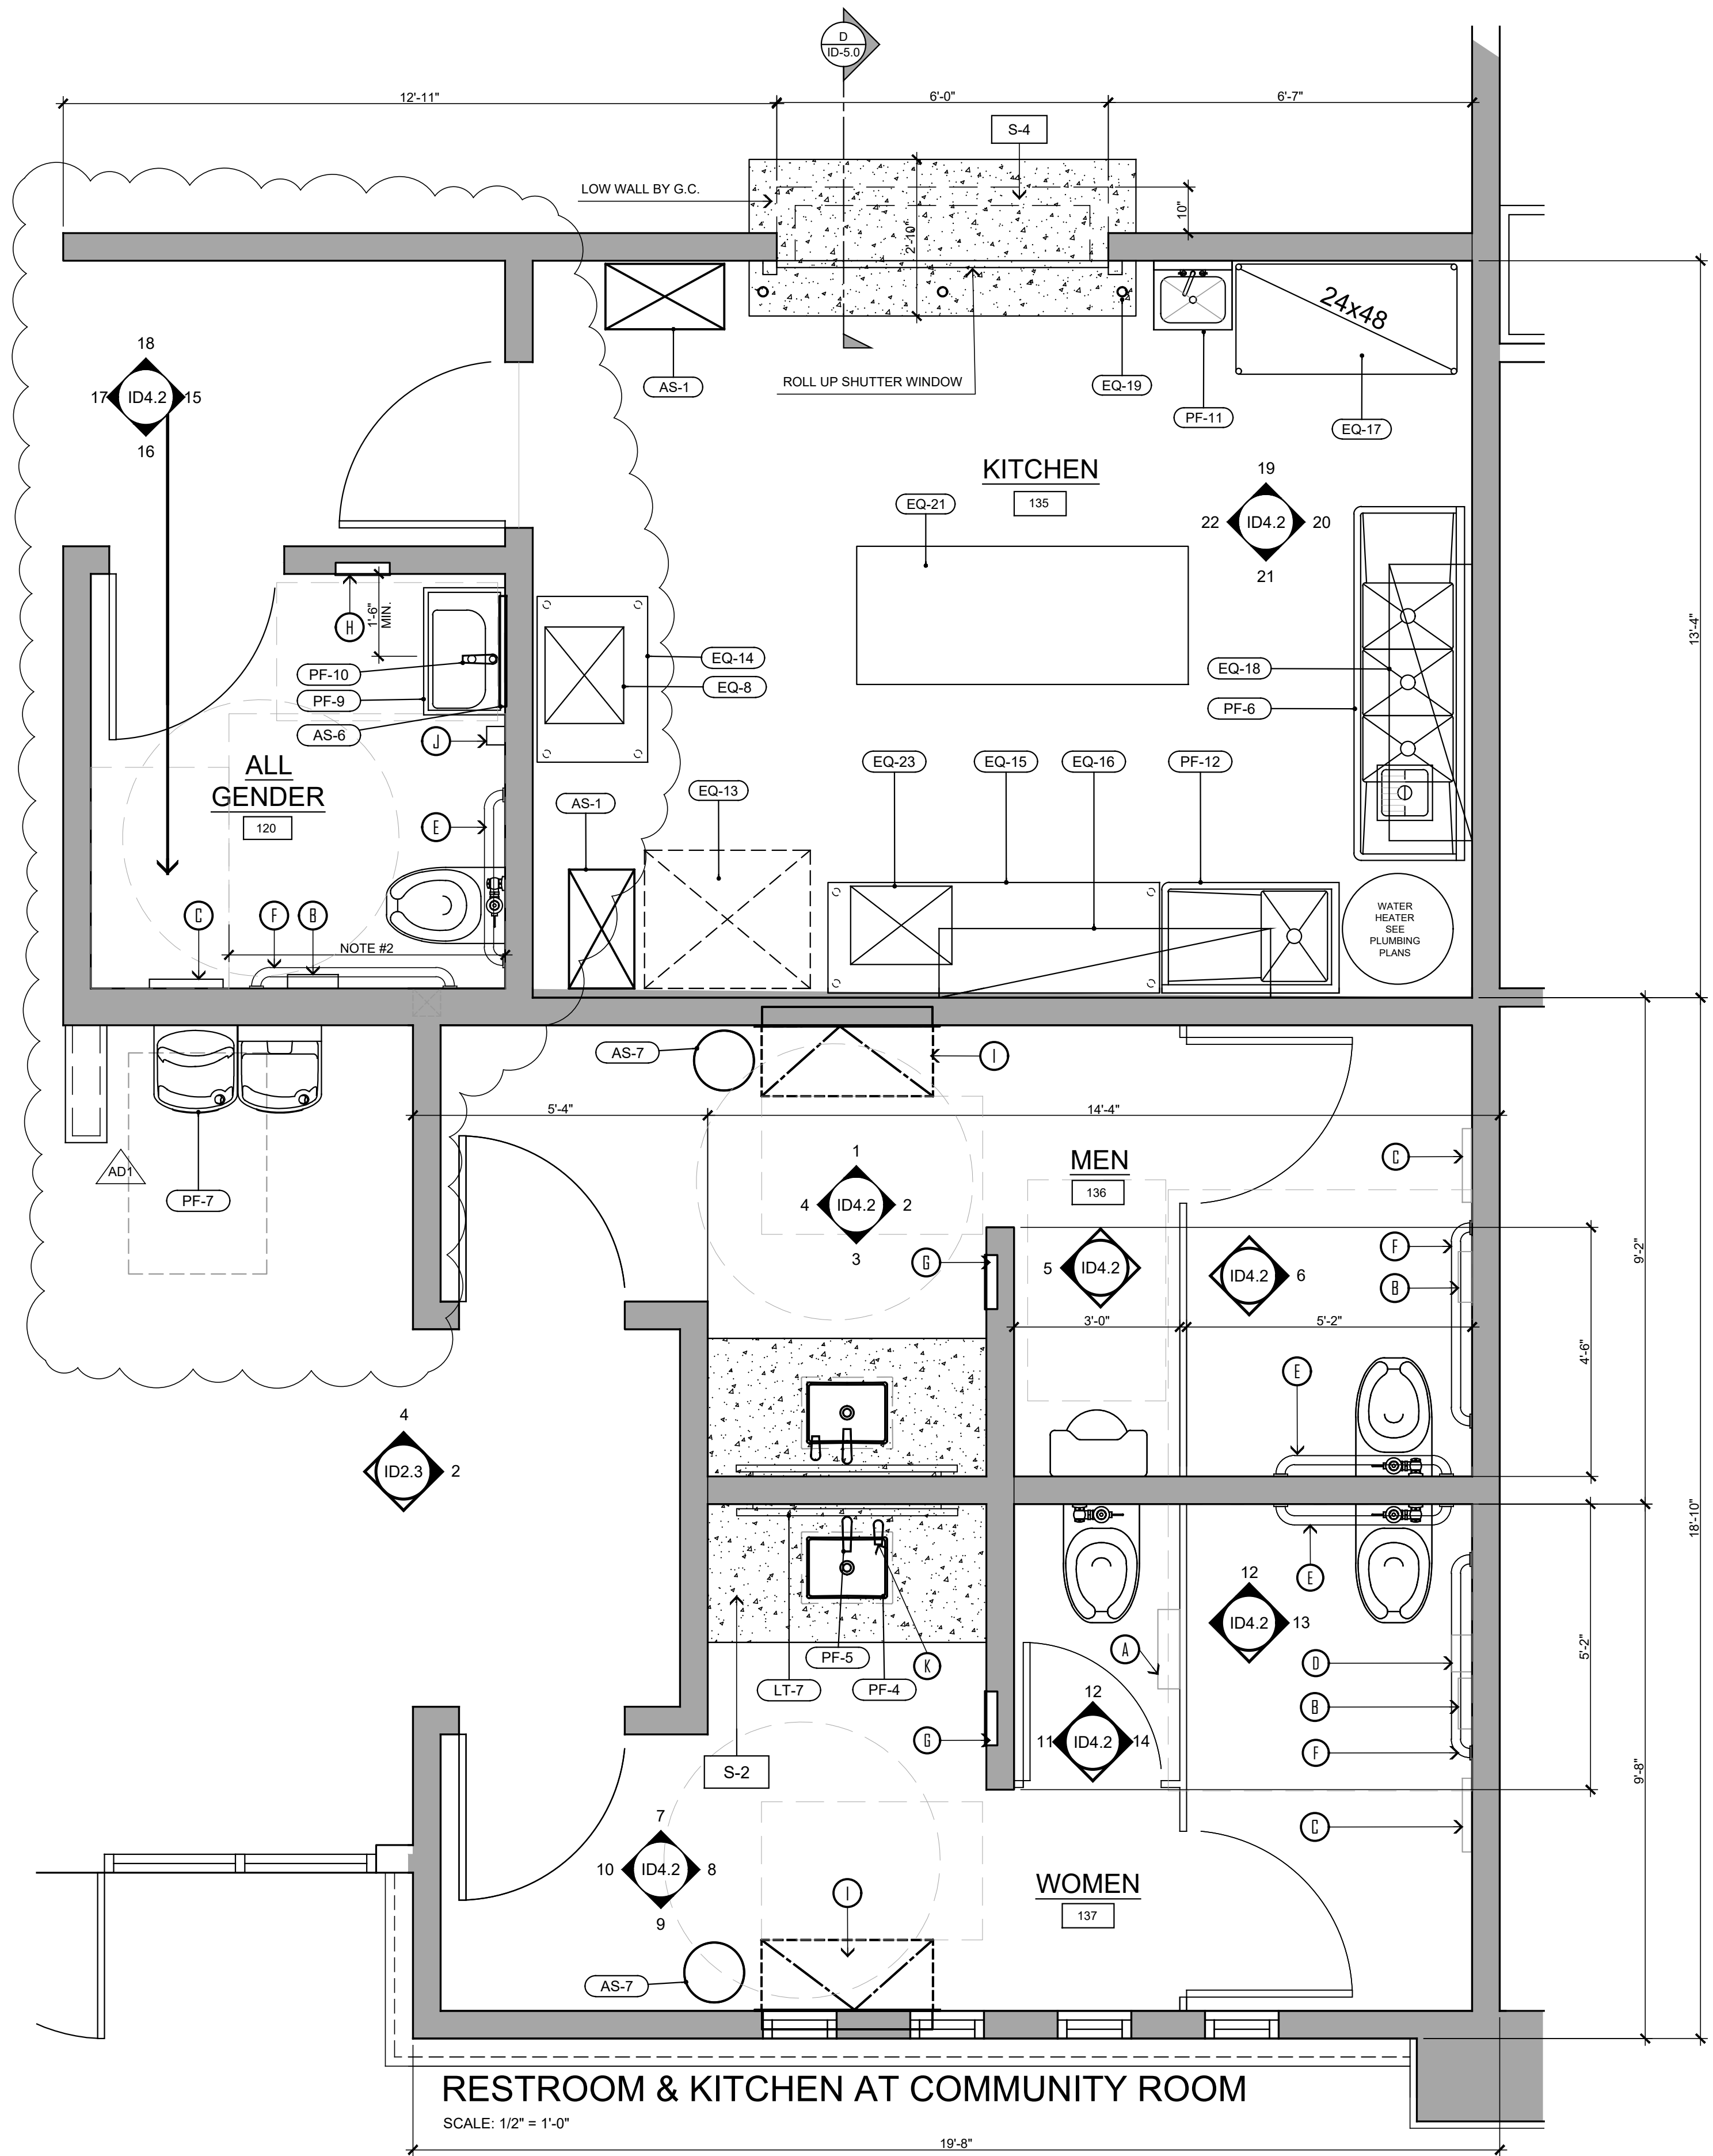 D
ID-5.0
12'-11"
6'-0"
6'-7"
S-4
LOW WALL BY G.C.
10"
2'-10"
24x48
18
17
ID4.2
15
16
AS-1
ROLL UP SHUTTER WINDOW
EQ-19
PF-11
EQ-17
KITCHEN
135
19
22
ID4.2
20
21
EQ-21
13'-4"
H
1'-6"
MIN.
PF-10
PF-9
AS-6
J
EQ-14
EQ-8
EQ-18
PF-6
ALL
GENDER
120
E
AS-1
EQ-13
EQ-23
EQ-15
EQ-16
PF-12
C
F
B
NOTE #2
WATER
HEATER
SEE
PLUMBING
PLANS
AS-7
I
5'-4"
14'-4"
AD1
PF-7
1
4
ID4.2
2
3
MEN
136
C
G
5
ID4.2
ID4.2
6
F
B
9'-2"
3'-0"
5'-2"
4'-6"
E
4
ID2.3
2
18'-10"
E
12
ID4.2
13
A
PF-5
K
LT-7
PF-4
D
B
F
5'-2"
G
12
11
ID4.2
14
S-2
9'-8"
C
7
10
ID4.2
8
9
I
WOMEN
137
AS-7
RESTROOM & KITCHEN AT COMMUNITY ROOM
SCALE: 1/2" = 1'-0"
19'-8"